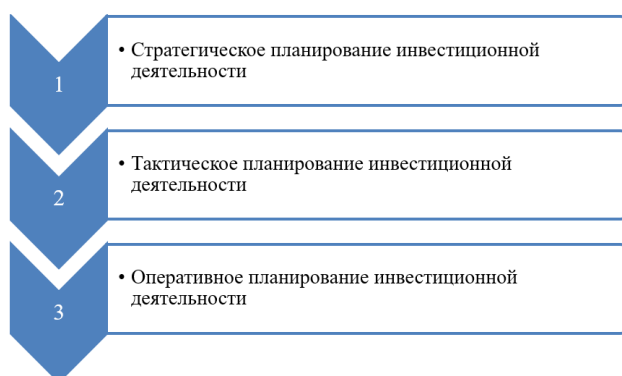 1
• Стратегическое планирование инвестиционной
деятельности
2
• Тактическое планирование инвестиционной
деятельности
3
• Оперативное планирование инвестиционной
деятельности